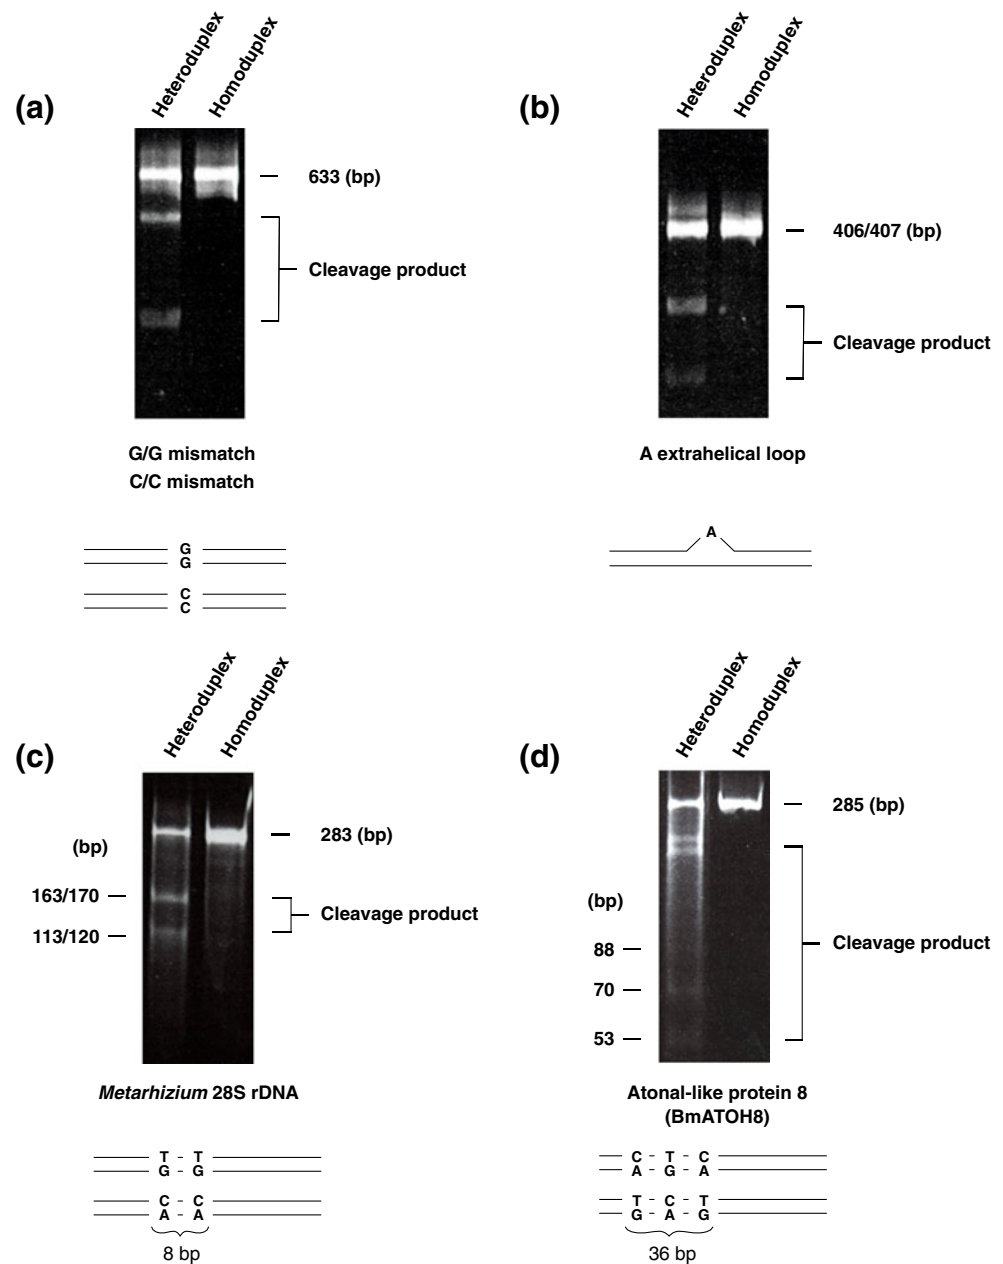 (a)
Heteroduplex
Homoduplex
633 (bp)
Cleavage product
G/G mismatch
C/C mismatch
G
G
C
C
(b)
Heteroduplex
Homoduplex
406/407 (bp)
Cleavage product
A extrahelical loop
A
(c)
Heteroduplex
Homoduplex
(bp)
283 (bp)
163/170
113/120
Cleavage product
Metarhizium 28S rDNA
T - T
G - G
C - C
A - A
8 bp
(d)
Heteroduplex
Homoduplex
285 (bp)
(bp)
88
70
53
Cleavage product
Atonal-like protein 8
(BmATOH8)
C - T - C
A - G - A
T - C - T
G - A - G
36 bp